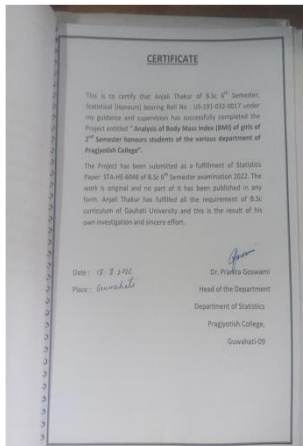 CERTIFICATE
This is to certify that Anjali Thakur of B.Sc 6th Semester,
Statistical (Honours) bearing Roll No : US-191-032-0017 under
my guidance and supervision has successfully completed the
Project entitled " Analysis of Body Mass Index (BMI) of girls of
2nd Semester honours students of the various department of
Pragjyotish College".
The Project has been submitted as a fulfillment of Statistics
Paper STA-HE-6046 of B.Sc 6th Semester examination 2022. The
work is original and no part of it has been published in any
form. Anjali Thakur has fulfilled all the requirement of B.Sc
curriculum of Gauhati University and this is the result of his
own investigation and sincere effort.
Date : 18-8-2022
Dr. Pranita Goswami
Place : Guwahati
Head of the Department
Department of Statistics
Pragjyotish College,
Guwahati-09